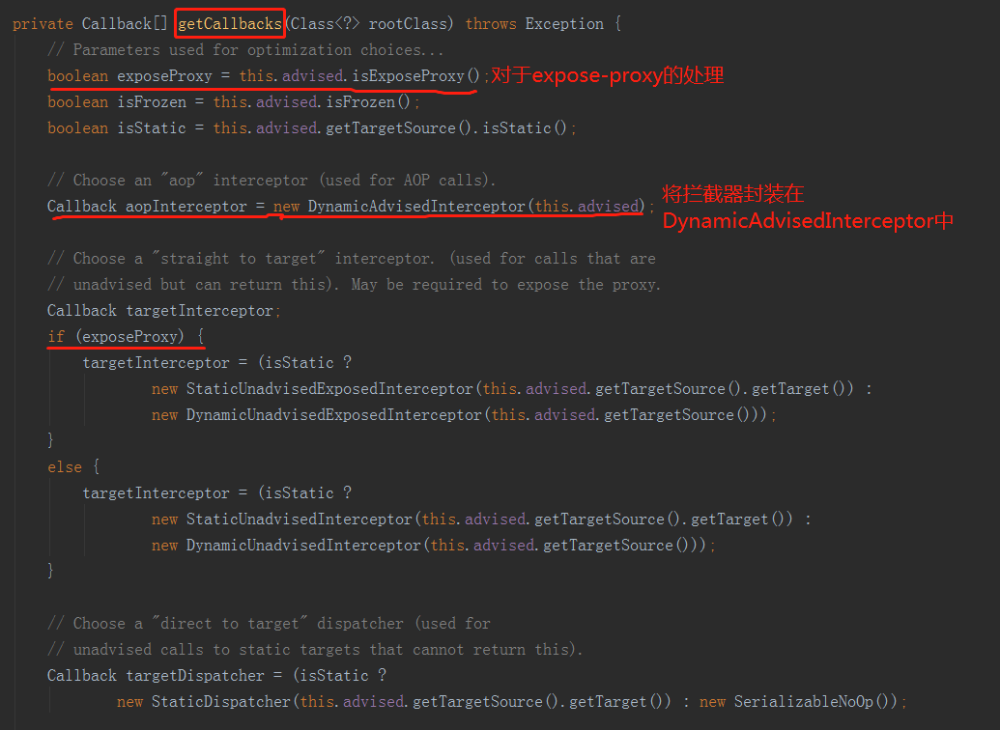 private Callback[] getCallbacks(Class<?> rootClass) throws Exception {
// Parameters used for optimization choices...
boolean exposeProxy = this.advised.isExposeProxy();对于expose-proxy的处理
boolean isFrozen = this.advised.isFrozen();
boolean isStatic = this.advised.getTargetSource().isStatic();
// Choose an "aop" interceptor (used for AOP calls).
Callback aopInterceptor = new DynamicAdvisedInterceptor(this.advised);
将拦截器封装在
DynamicAdvisedInterceptor中
// Choose a "straight to target" interceptor. (used for calls that are
// unadvised but can return this). May be required to expose the proxy.
Callback targetInterceptor;
if (exposeProxy) {
targetInterceptor = (isStatic ?
new StaticUnadvisedExposedInterceptor(this.advised.getTargetSource().getTarget()) :
new DynamicUnadvisedExposedInterceptor(this.advised.getTargetSource()));
}
else {
targetInterceptor = (isStatic ?
new StaticUnadvisedInterceptor(this.advised.getTargetSource().getTarget()) :
new DynamicUnadvisedInterceptor(this.advised.getTargetSource()));
}
// Choose a "direct to target" dispatcher (used for
// unadvised calls to static targets that cannot return this).
Callback targetDispatcher = (isStatic ?
new StaticDispatcher(this.advised.getTargetSource().getTarget()) : new SerializableNoOp());